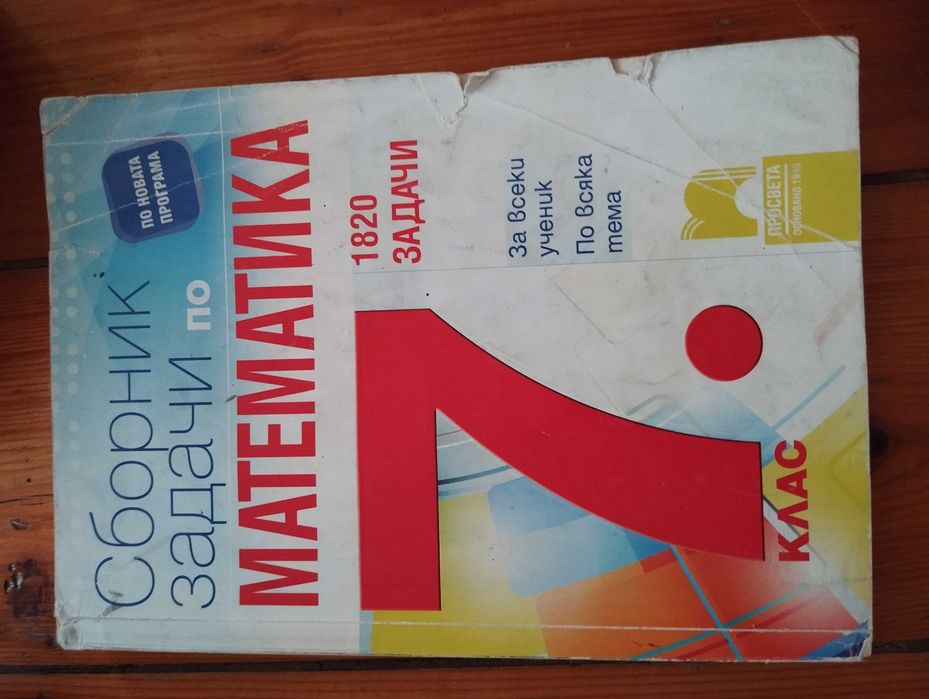 Сборник
задачи по
МАТЕМАТИКА
ПО НОВАТА
ПРОГРАМА
1820
ЗАДАЧИ
За всеки
ученик
По всяка
тема
7.
клас
ПРОСВЕТА
ОСНОВАНО 1945